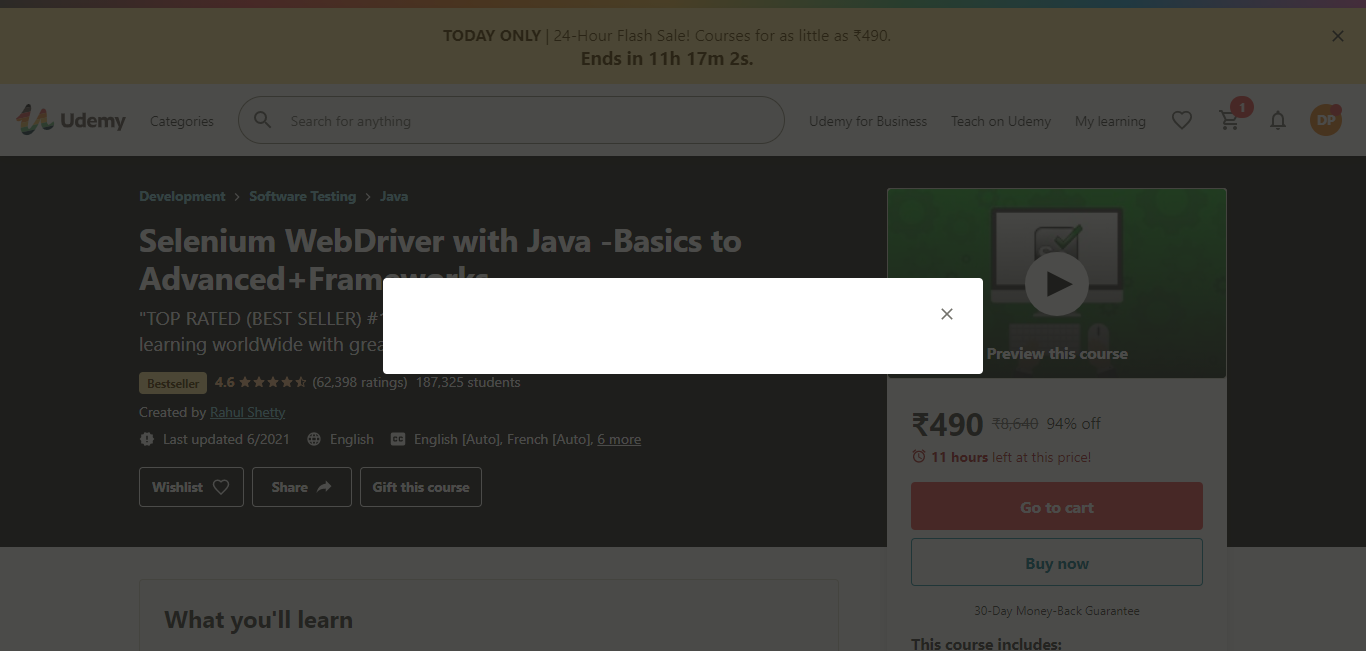 TODAY ONLY | 24-Hour Flash Sale! Courses for as little as ₹490.
Ends in 11h 17m 2s.
Udemy
Categories
Search for anything
Udemy for Business
Teach on Udemy
My learning
1
DP
Development > Software Testing > Java
Selenium WebDriver with Java -Basics to
Advanced+Frameworks
"TOP RATED (BEST SELLER) #1
learning worldWide with grea
Bestseller 4.6 (62,398 ratings) 187,325 students
Created by Rahul Shetty
Last updated 6/2021 English CC English [Auto], French [Auto], 6 more
Wishlist
Share
Gift this course
What you'll learn
Preview this course
₹490 ₹8,640 94% off
11 hours left at this price!
Go to cart
Buy now
30-Day Money-Back Guarantee
This course includes: